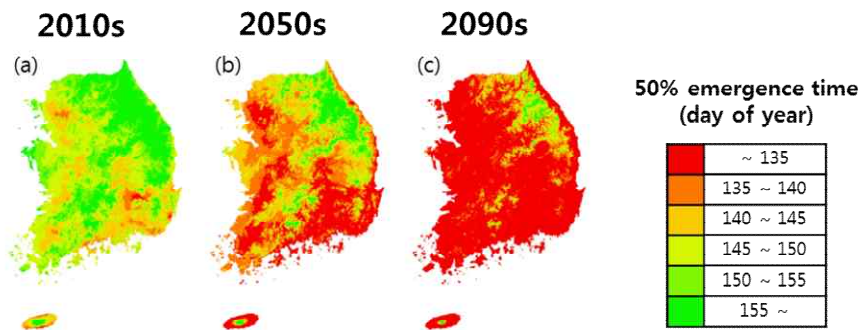 2010s
2050s
2090s
(a)
(b)
(c)
50% emergence time
(day of year)
~ 135
135 ~ 140
140 ~ 145
145 ~ 150
150 ~ 155
155 ~